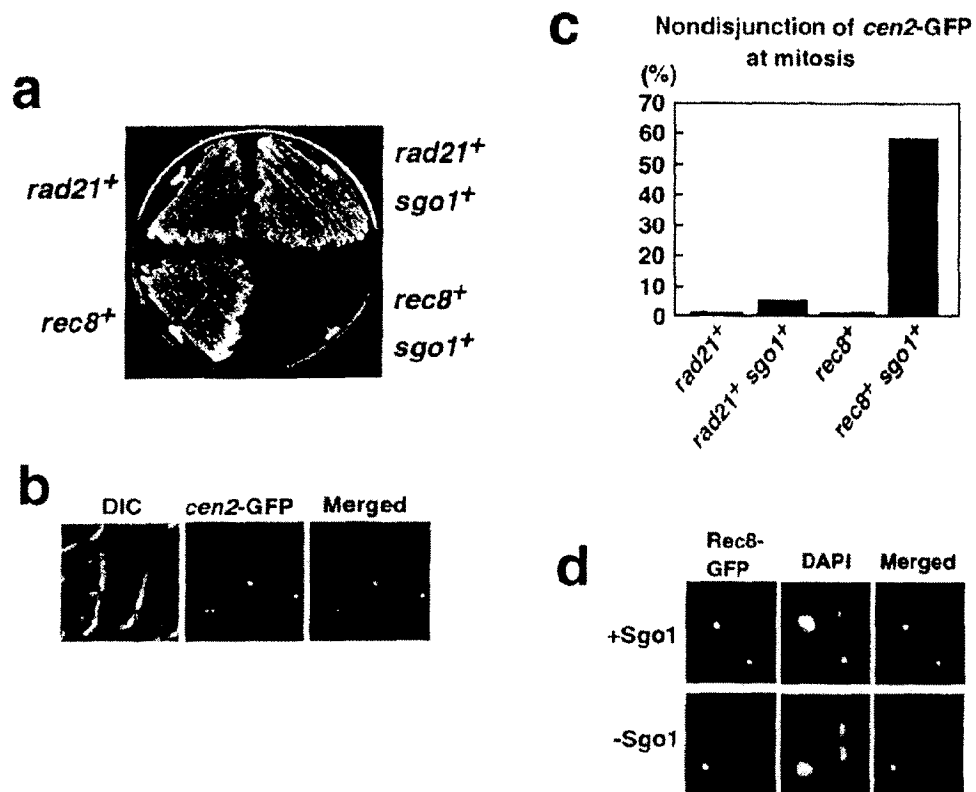 a
rad21+
rad21+
sgo1+
rec8+
rec8+
sgo1+
b
DIC
cen2-GFP
Merged
c
Nondisjunction of cen2-GFP
at mitosis
(%)
70
60
50
40
30
20
10
0
rad21+
rad21+ sgo1+
rec8+
rec8+ sgo1+
d
Rec8-
GFP
DAPI
Merged
+Sgo1
-Sgo1